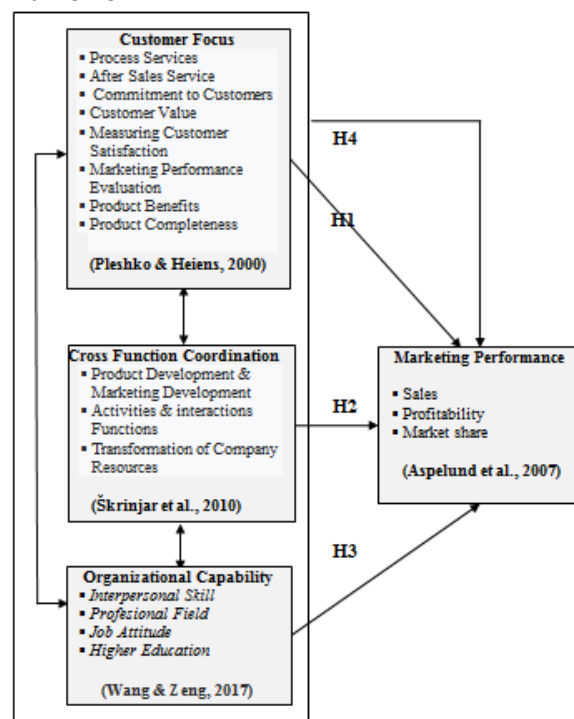 Customer Focus
▪ Process Services
▪ After Sales Service
▪ Commitment to Customers
▪ Customer Value
▪ Measuring Customer
Satisfaction
▪ Marketing Performance
Evaluation
▪ Product Benefits
▪ Product Completeness
(Pleshko & Heiens, 2000)
H4
H1
Cross Function Coordination
▪ Product Development &
Marketing Development
▪ Activities & interactions
Functions
▪ Transformation of Company
Resources
(Škrinjar et al., 2010)
H2
Marketing Performance
▪ Sales
▪ Profitability
▪ Market share
(Aspelund et al., 2007)
H3
Organizational Capability
▪ Interpersonal Skill
▪ Profesional Field
▪ Job Attitude
▪ Higher Education
(Wang & Zeng, 2017)